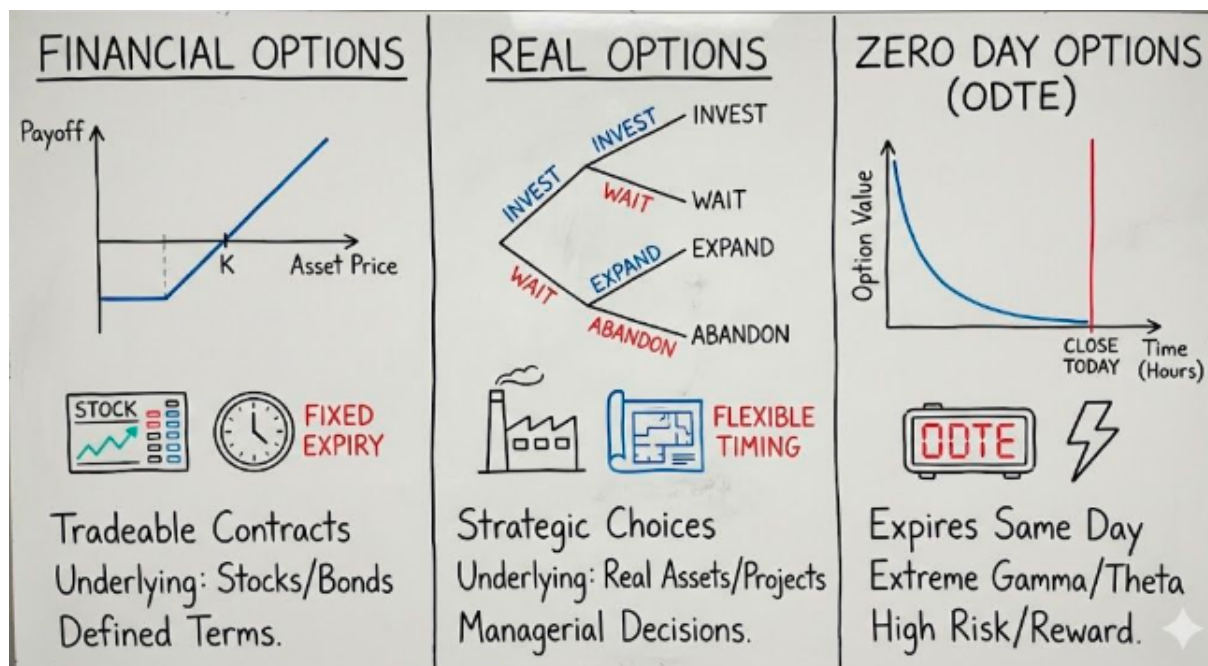 FINANCIAL OPTIONS
Payoff
K
Asset Price
STOCK
FIXED
EXPIRY
Tradeable Contracts
Underlying: Stocks/Bonds
Defined Terms.
REAL OPTIONS
INVEST
INVEST
INVEST
WAIT
WAIT
WAIT
EXPAND
EXPAND
ABANDON
ABANDON
FLEXIBLE
TIMING
Strategic Choices
Underlying: Real Assets/Projects
Managerial Decisions.
ZERO DAY OPTIONS
(ODTE)
Option Value
CLOSE
TODAY
Time
(Hours)
ODTE
Expires Same Day
Extreme Gamma/Theta
High Risk/Reward.